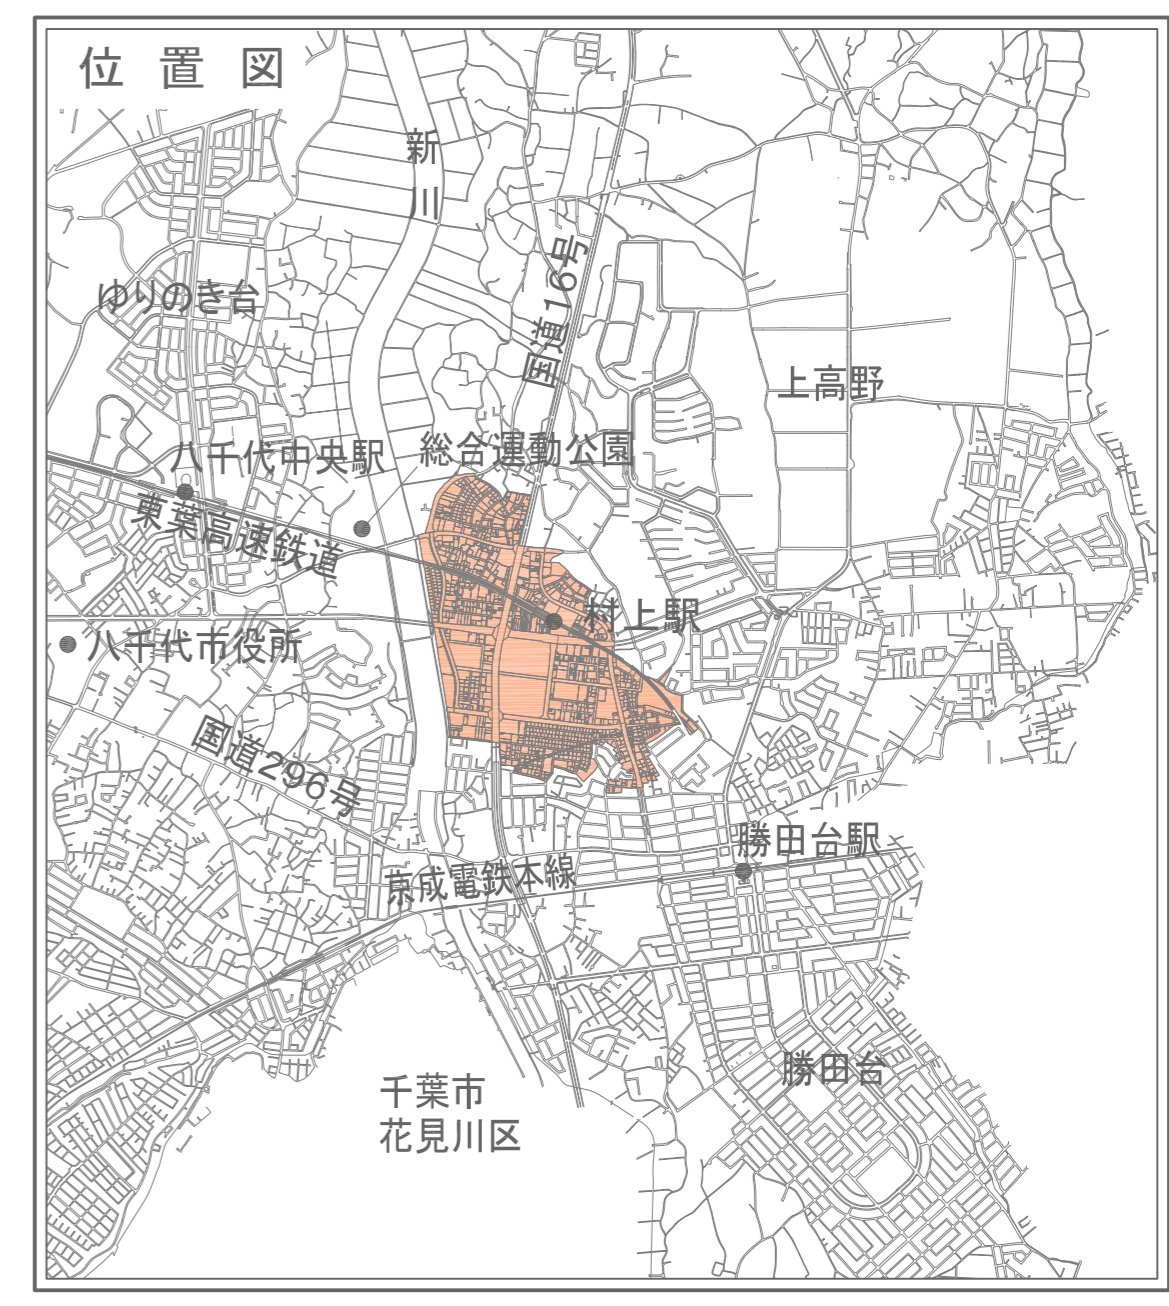 位置図
新川
ゆりのき台
国道16号
上高野
八千代中央駅
総合運動公園
東葉高速鉄道
村上駅
八千代市役所
国道296号
勝田台駅
京成電鉄本線
勝田台
千葉市
花見川区